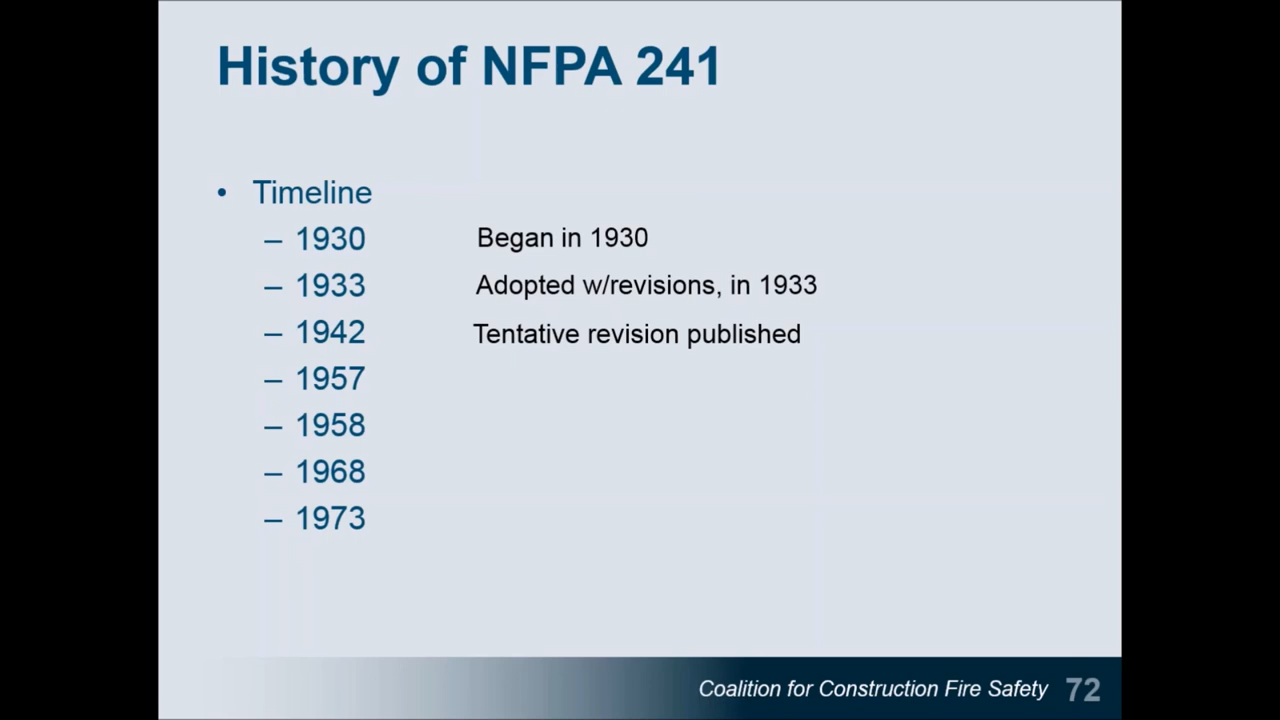 History of NFPA 241
• Timeline
– 1930 Began in 1930
– 1933 Adopted w/revisions, in 1933
– 1942 Tentative revision published
– 1957
– 1958
– 1968
– 1973
Coalition for Construction Fire Safety 72